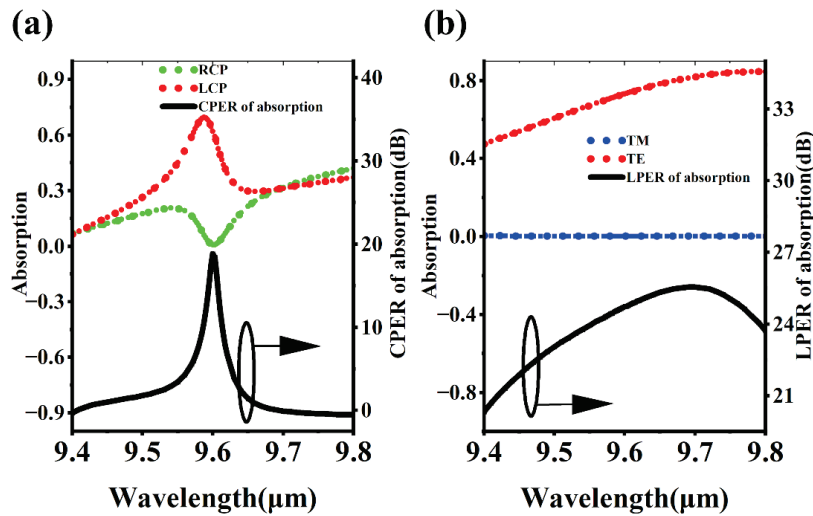 (a)
RCP
LCP
CPER of absorption
Absorption
0.9
0.6
0.3
0.0
−0.3
−0.6
−0.9
40
30
20
10
0
CPER of absorption(dB)
9.4 9.5 9.6 9.7 9.8
Wavelength(μm)
(b)
TM
TE
LPER of absorption
Absorption
0.8
0.4
0.0
−0.4
−0.8
33
30
27
24
21
LPER of absorption(dB)
9.4 9.5 9.6 9.7 9.8
Wavelength(μm)